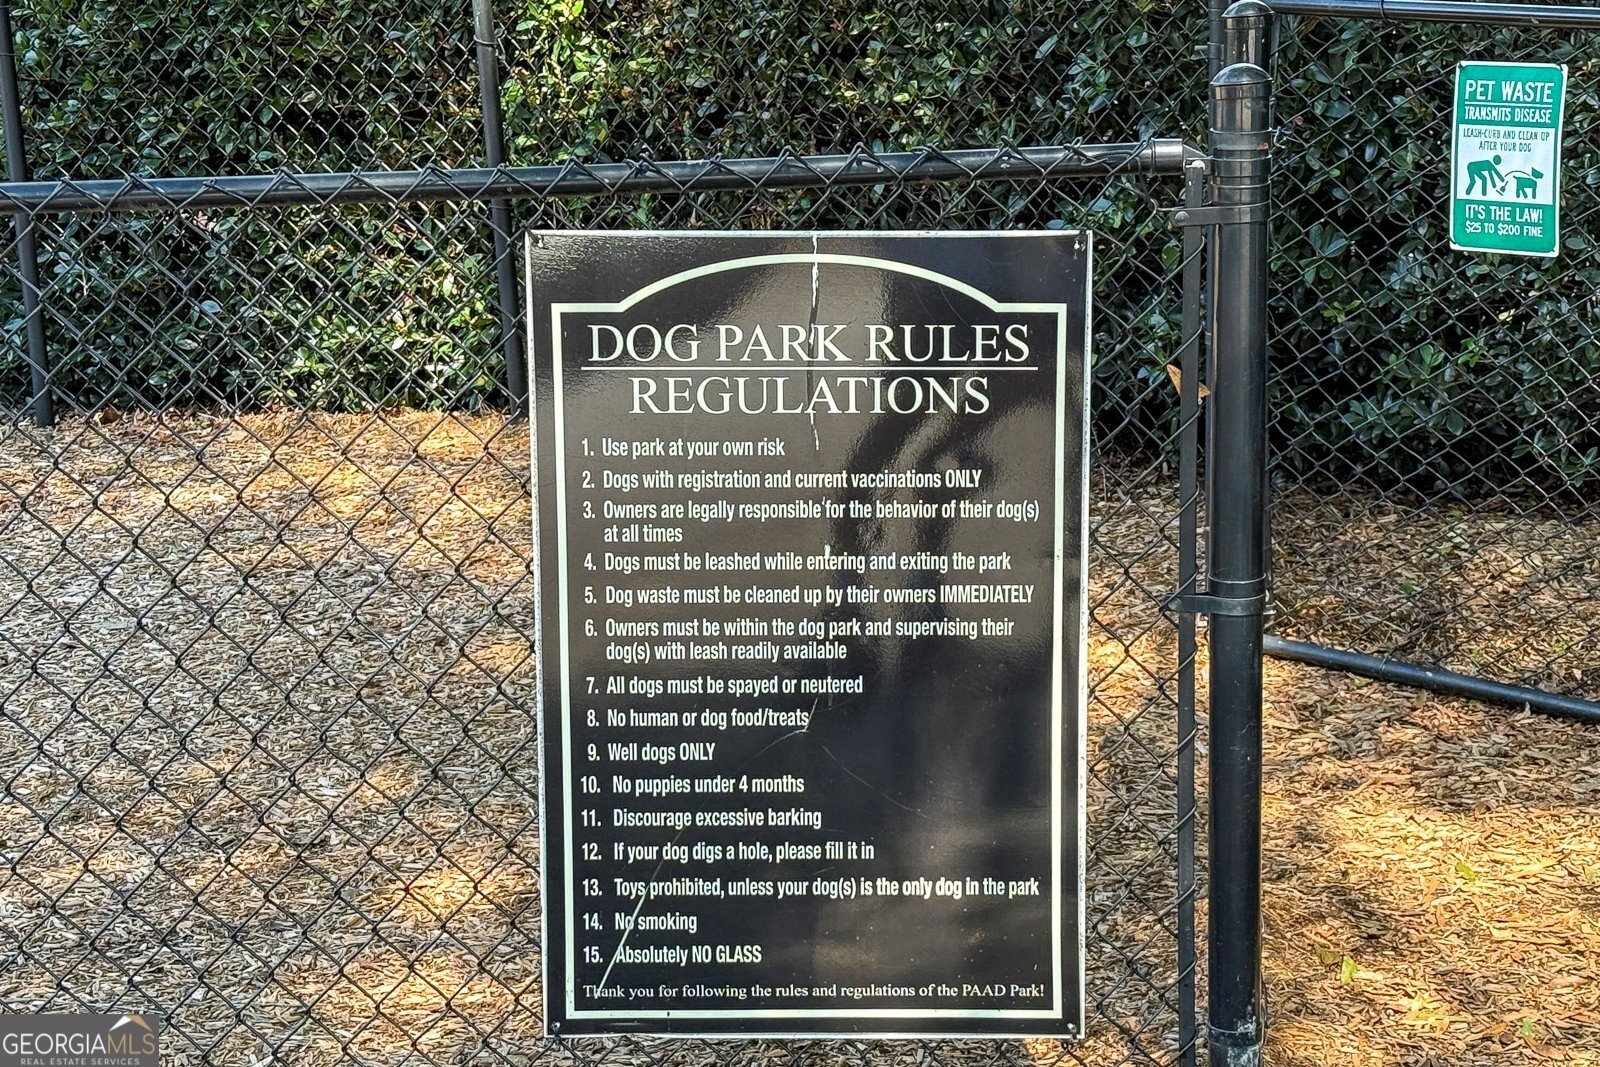 DOG PARK RULES
REGULATIONS
1. Use park at your own risk
2. Dogs with registration and current vaccinations ONLY
3. Owners are legally responsible for the behavior of their dog(s)
at all times
4. Dogs must be leashed while entering and exiting the park
5. Dog waste must be cleaned up by their owners IMMEDIATELY
6. Owners must be within the dog park and supervising their
dog(s) with leash readily available
7. All dogs must be spayed or neutered
8. No human or dog food/treats
9. Well dogs ONLY
10. No puppies under 4 months
11. Discourage excessive barking
12. If your dog digs a hole, please fill it in
13. Toys prohibited, unless your dog(s) is the only dog in the park
14. No smoking
15. Absolutely NO GLASS
Thank you for following the rules and regulations of the PAAD Park!
PET WASTE
TRANSMITS DISEASE
LEASH-CURB AND CLEAN UP
AFTER YOUR DOG
IT'S THE LAW!
$25 TO $200 FINE
GEORGIAMLS
REAL ESTATE SERVICES